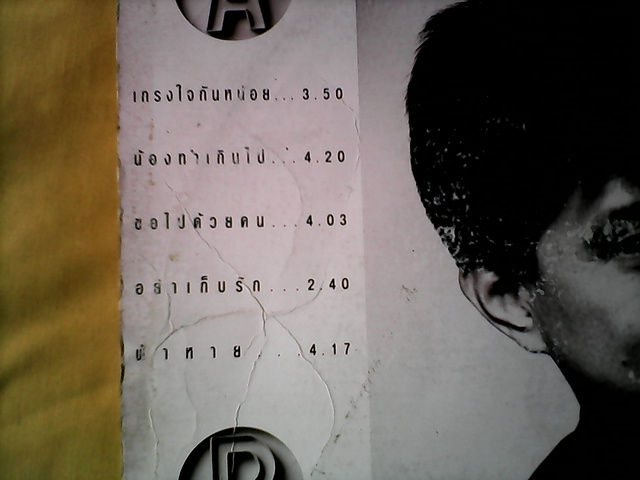 A
เกรงใจกันหน่อย...3.50
น้องทำเกินไป...4.20
ขอไปด้วยคน...4.03
อย่าเก็บรัก...2.40
ท้าทาย...4.17
B